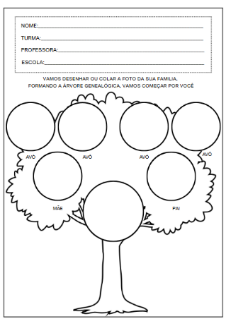 NOME:
TURMA:
PROFESSORA:
ESCOLA:
VAMOS DESENHAR OU COLAR A FOTO DA SUA FAMILIA,
FORMANDO A ÁRVORE GENEALÓGICA, VAMOS COMEÇAR POR VOCÊ
AVÓ AVÔ AVÓ AVÔ
MÃE PAI